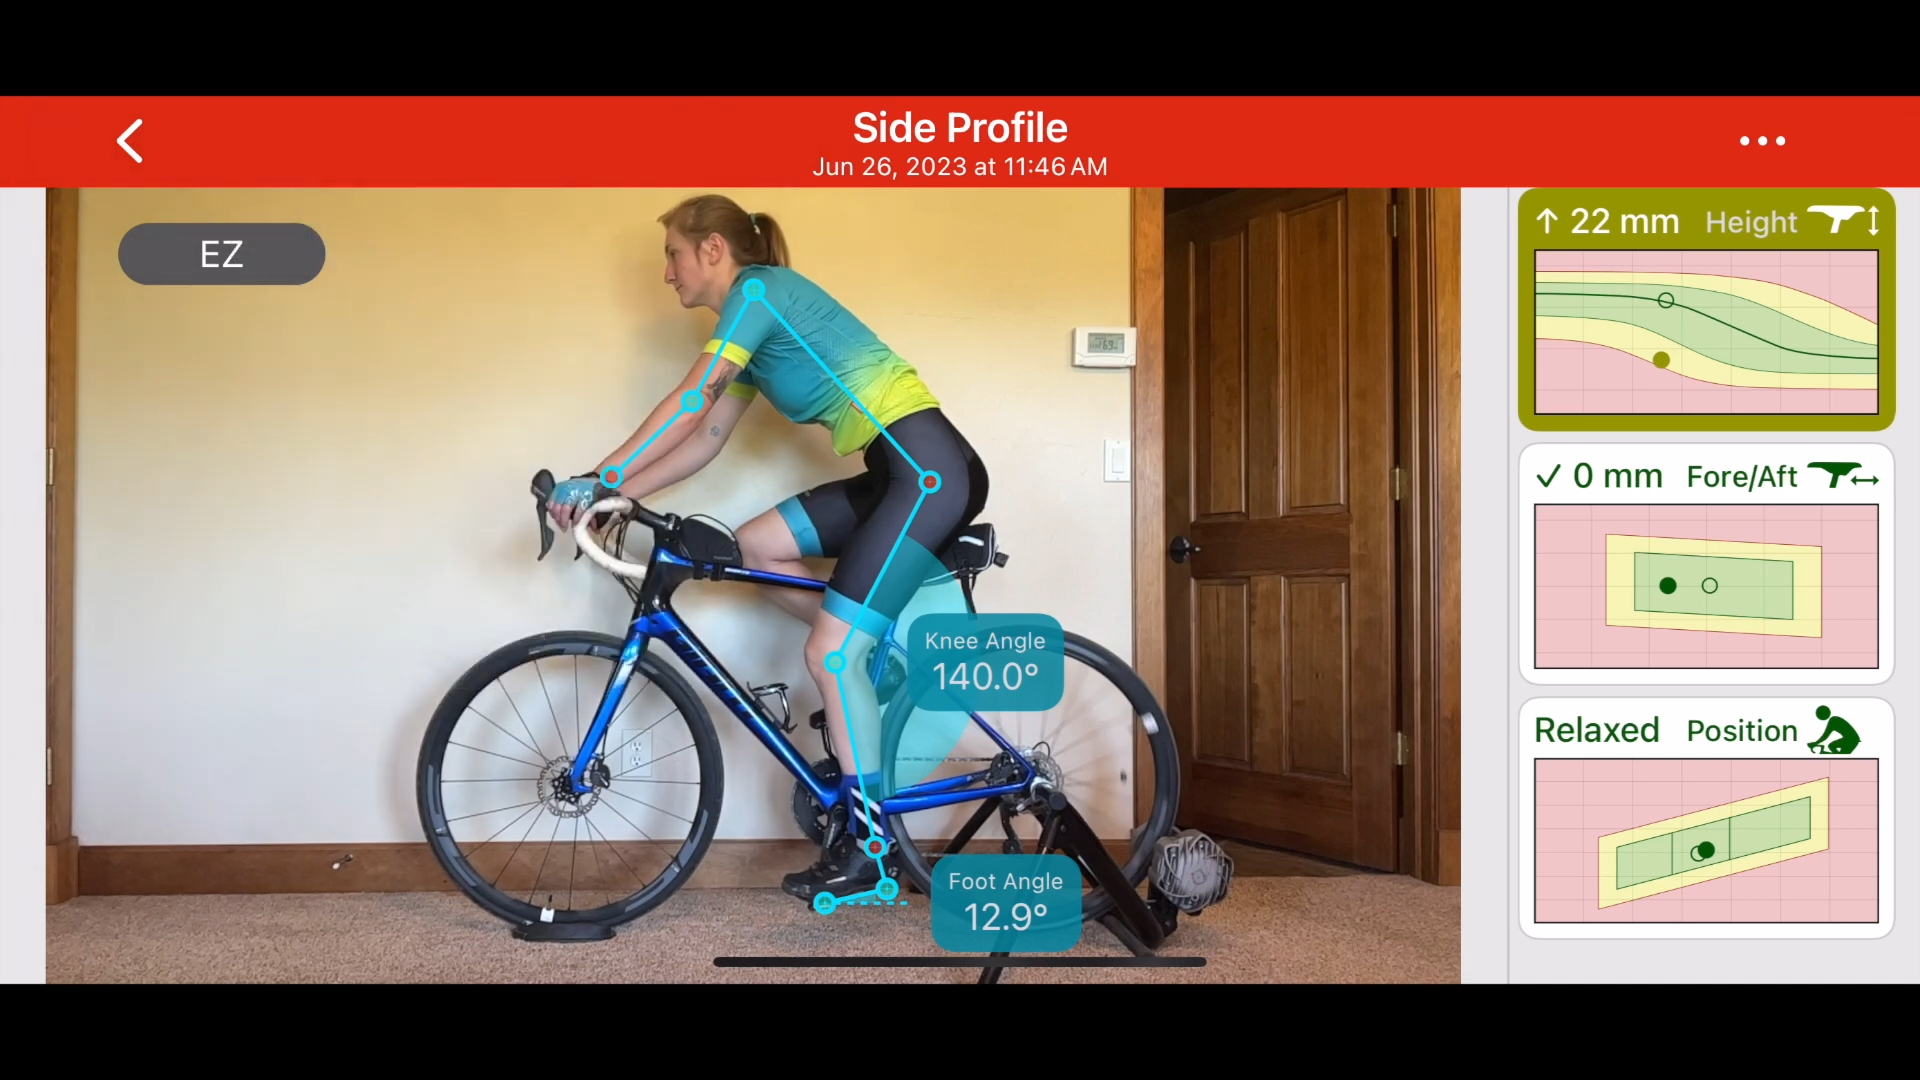 Side Profile
Jun 26, 2023 at 11:46 AM
EZ
↑ 22 mm Height
✓ 0 mm Fore/Aft
Relaxed Position
Knee Angle
140.0°
Foot Angle
12.9°